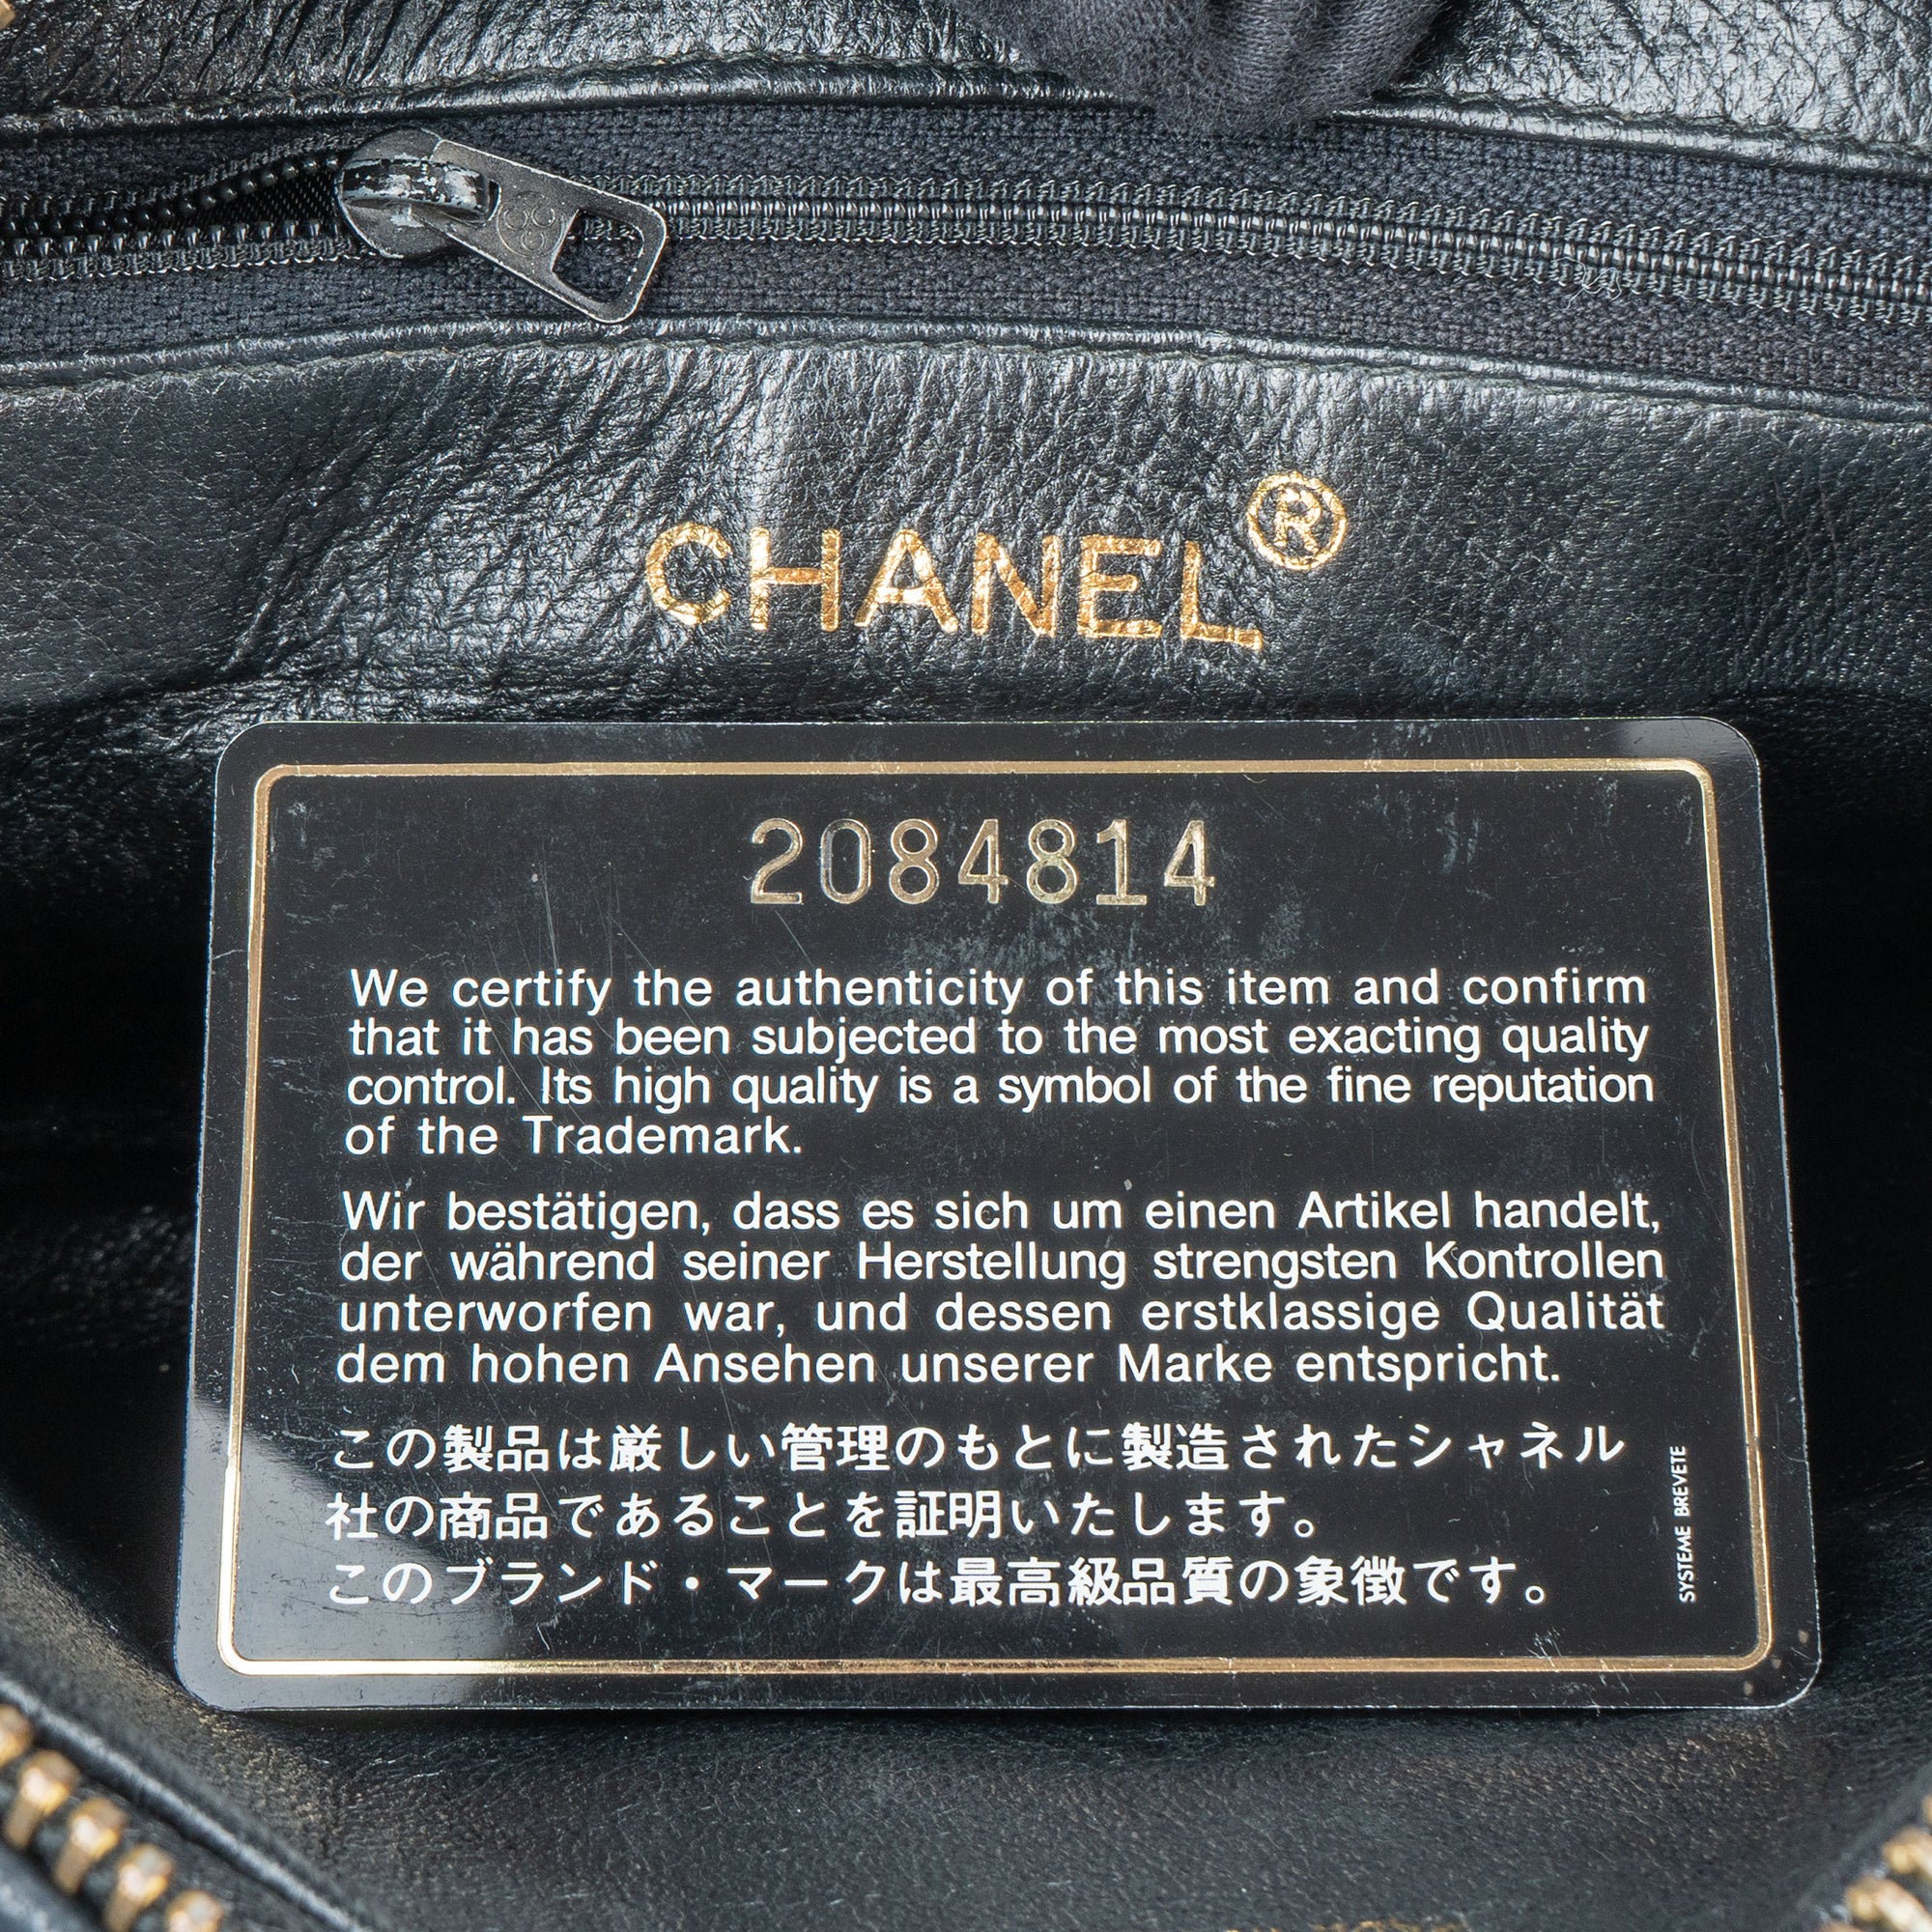 CHANEL®
2084814
We certify the authenticity of this item and confirm
that it has been subjected to the most exacting quality
control. Its high quality is a symbol of the fine reputation
of the Trademark.
Wir bestätigen, dass es sich um einen Artikel handelt,
der während seiner Herstellung strengsten Kontrollen
unterworfen war, und dessen erstklassige Qualität
dem hohen Ansehen unserer Marke entspricht.
この製品は厳しい管理のもとに製造されたシャネル
社の商品であることを証明いたします。
このブランド・マークは最高級品質の象徴です。
SYSTEME BREVETE